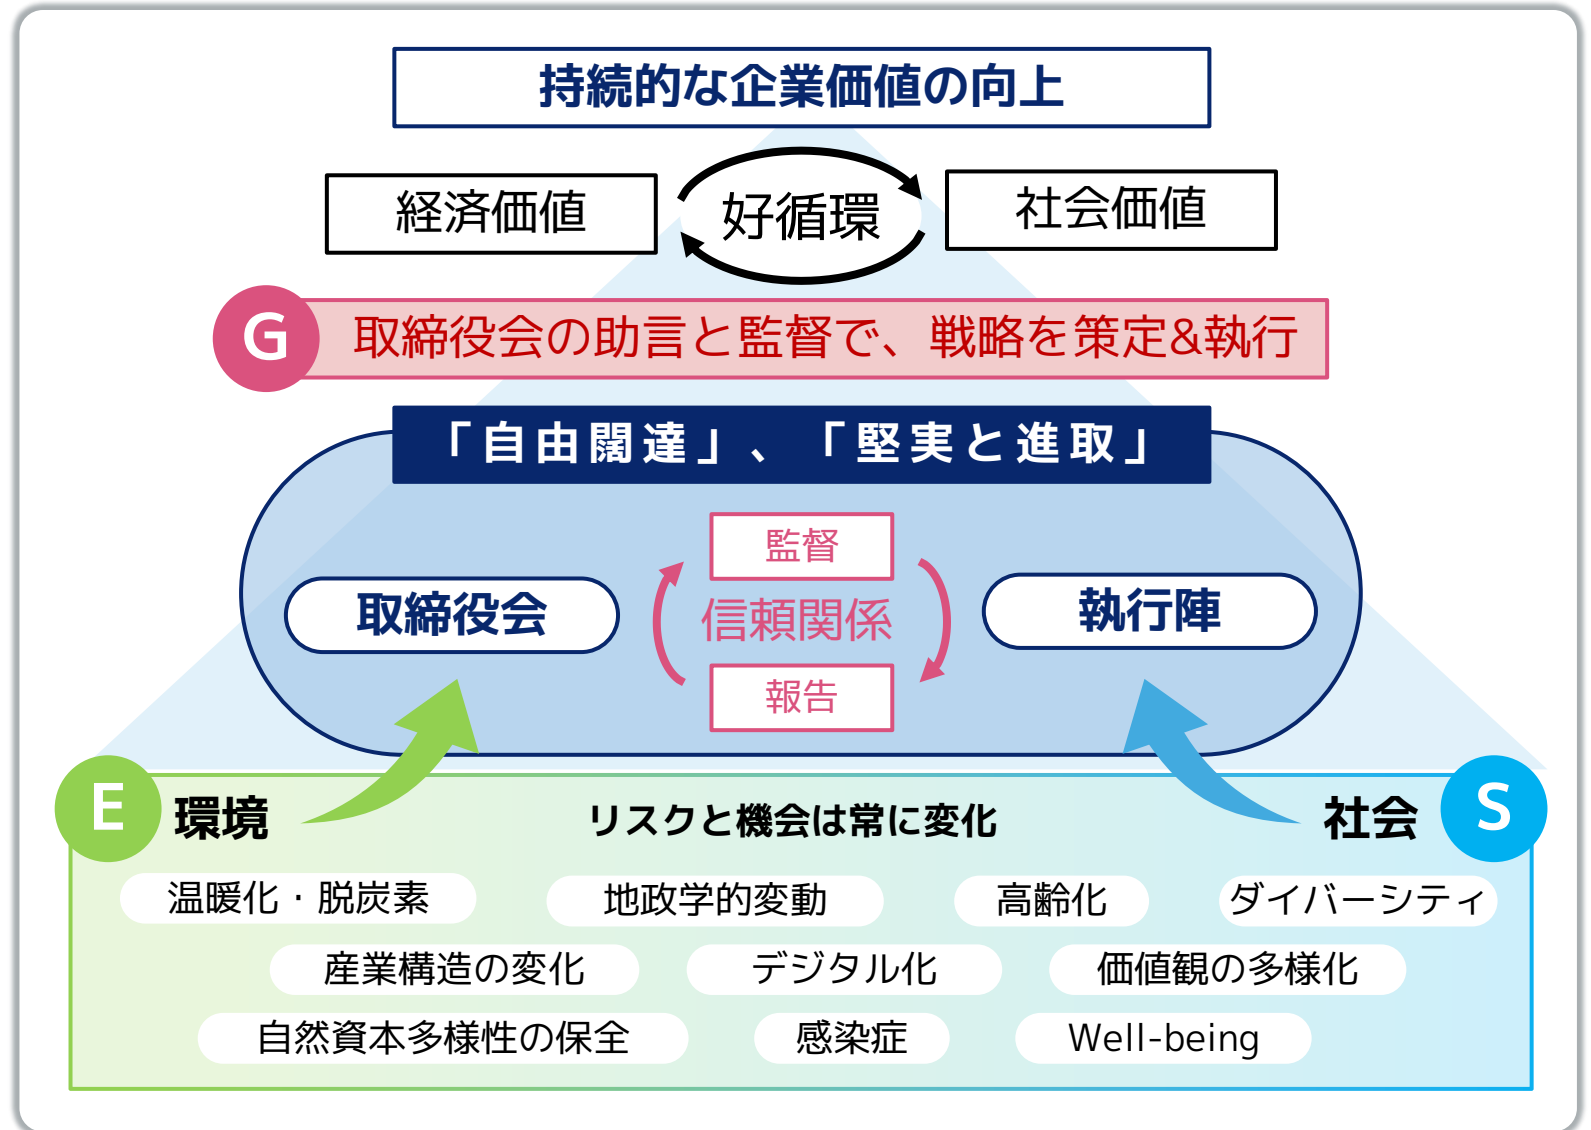 持続的な企業価値の向上
経済価値
好循環
社会価値
G
取締役会の助言と監督で、戦略を策定&執行
「自由闊達」、「堅実と進取」
監督
取締役会
信頼関係
執行陣
報告
E
環境
リスクと機会は常に変化
社会
S
温暖化・脱炭素
地政学的変動
高齢化
ダイバーシティ
産業構造の変化
デジタル化
価値観の多様化
自然資本多様性の保全
感染症
Well-being